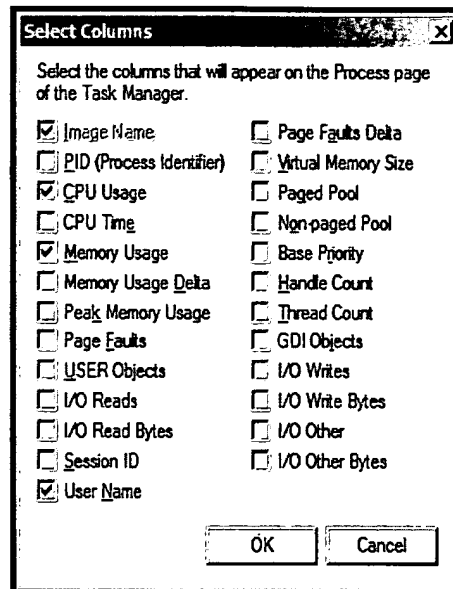 Select Columns
Select the columns that will appear on the Process page
of the Task Manager.
Image Name
PID (Process Identifier)
CPU Usage
CPU Time
Memory Usage
Memory Usage Delta
Peak Memory Usage
Page Faults
USER Objects
I/O Reads
I/O Read Bytes
Session ID
User Name
Page Faults Delta
Virtual Memory Size
Paged Pool
Non-paged Pool
Base Priority
Handle Count
Thread Count
GDI Objects
I/O Writes
I/O Write Bytes
I/O Other
I/O Other Bytes
OK
Cancel